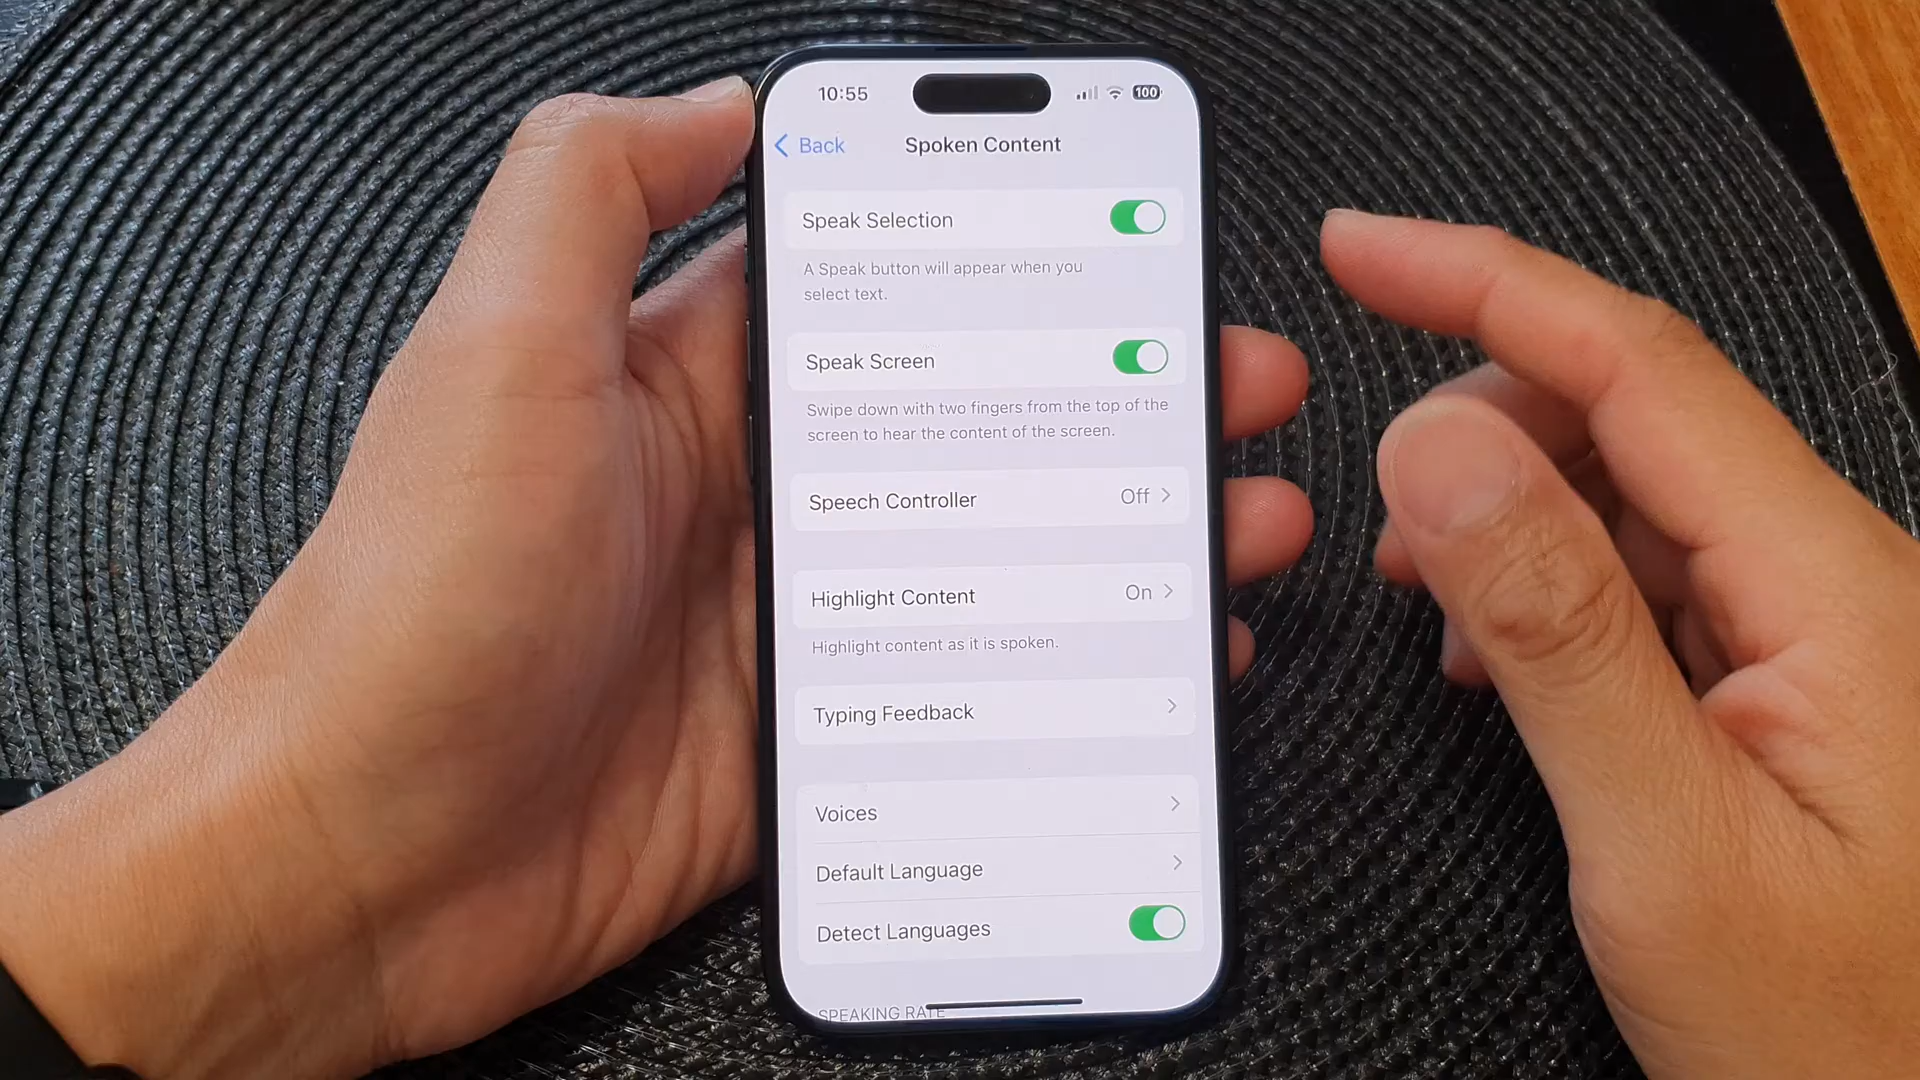 10:55
100
Back
Spoken Content
Speak Selection
A Speak button will appear when you
select text.
Speak Screen
Swipe down with two fingers from the top of the
screen to hear the content of the screen.
Speech Controller Off
Highlight Content On
Highlight content as it is spoken.
Typing Feedback
Voices
Default Language
Detect Languages
SPEAKING RATE